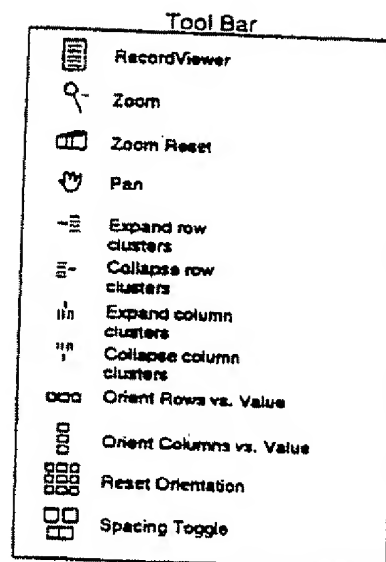 Tool Bar
RecordViewer
Zoom
Zoom Reset
Pan
Expand row
clusters
Collapse row
clusters
Expand column
clusters
Collapse column
clusters
Orient Rows vs. Value
Orient Columns vs. Value
Reset Orientation
Spacing Toggle